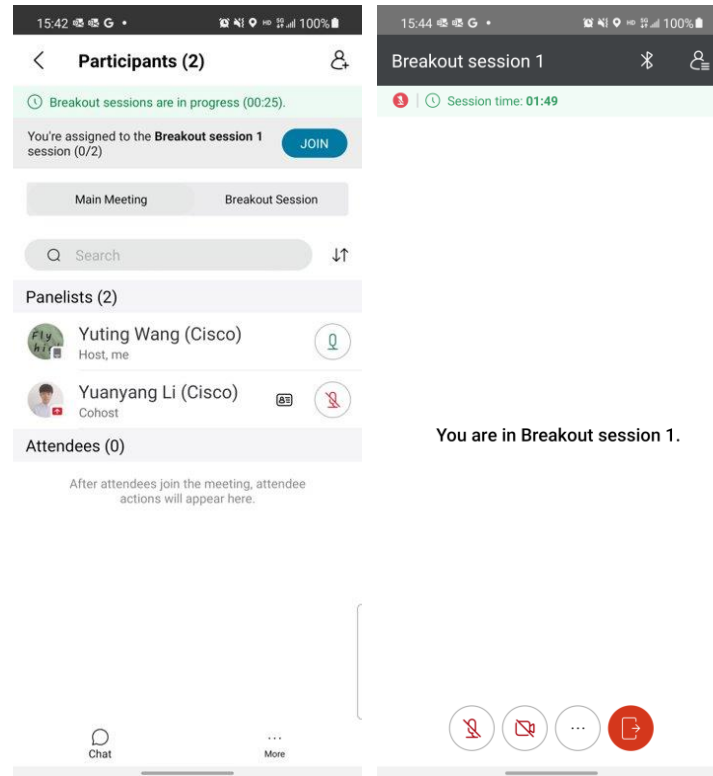 15:42 G • HD 100%
Participants (2)
Breakout sessions are in progress (00:25).
You're assigned to the Breakout session 1
session (0/2)
JOIN
Main Meeting
Breakout Session
Search
Panelists (2)
Yuting Wang (Cisco)
Host, me
Yuanyang Li (Cisco)
Cohost
Attendees (0)
After attendees join the meeting, attendee
actions will appear here.
Chat
More
15:44 G • HD 100%
Breakout session 1
Session time: 01:49
You are in Breakout session 1.